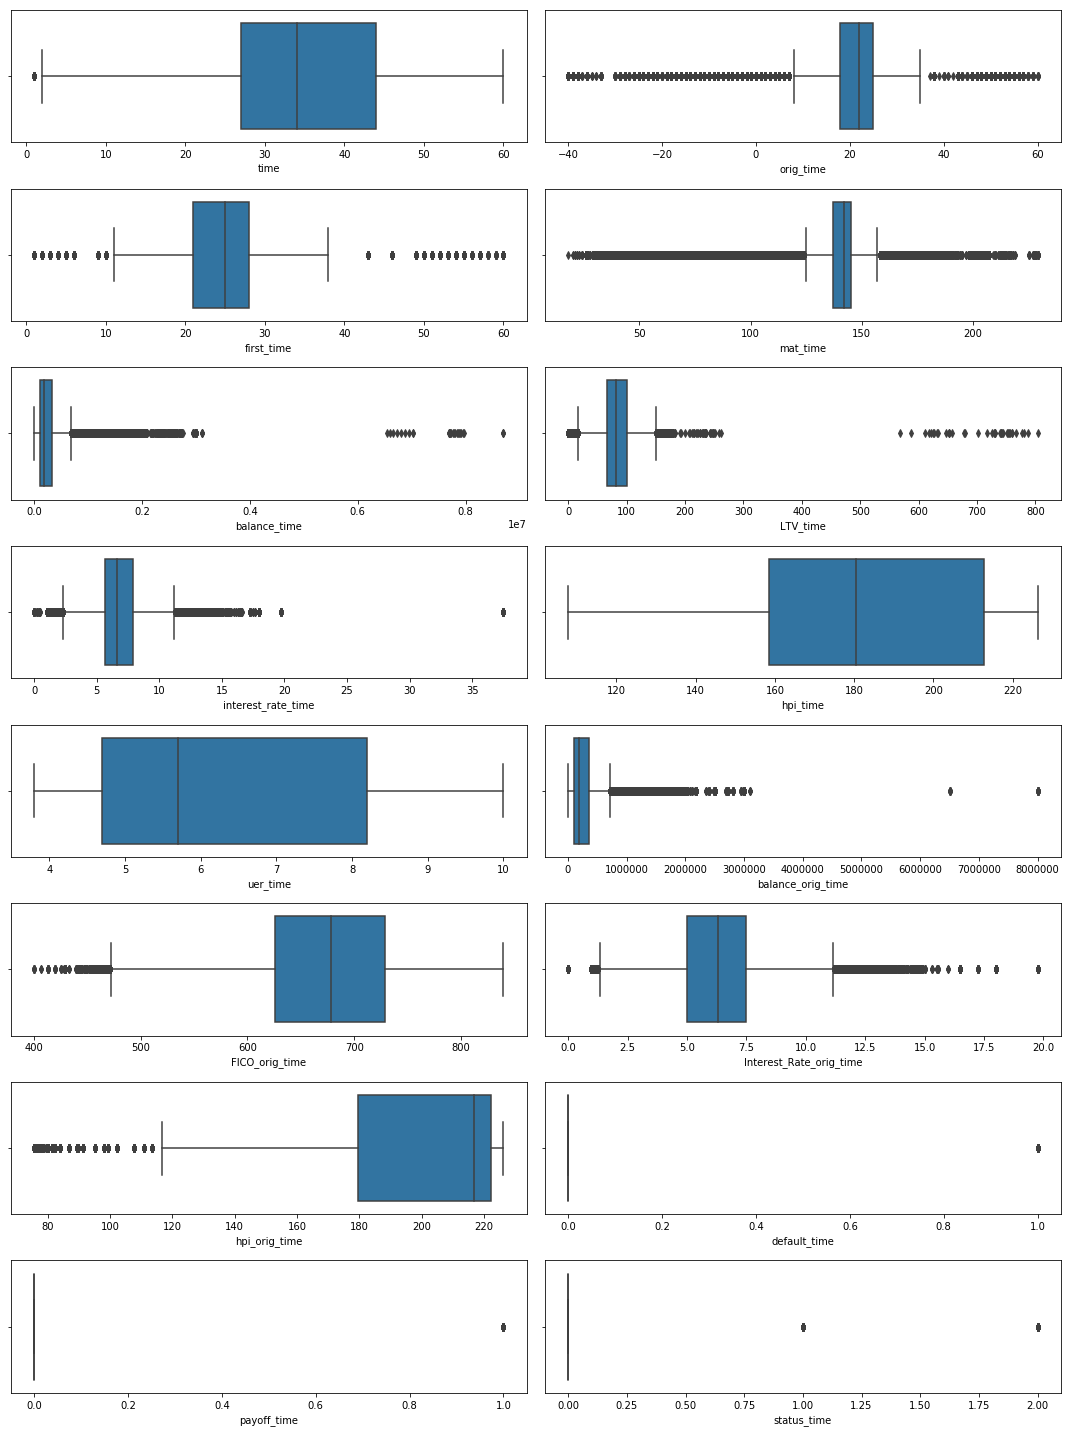 0 10 20 30 40 50 60
time
−40 −20 0 20 40 60
orig_time
0 10 20 30 40 50 60
first_time
50 100 150 200
mat_time
0.0 0.2 0.4 0.6 0.8
1e7
balance_time
0 100 200 300 400 500 600 700 800
LTV_time
0 5 10 15 20 25 30 35
interest_rate_time
120 140 160 180 200 220
hpi_time
4 5 6 7 8 9 10
uer_time
0 1000000 2000000 3000000 4000000 5000000 6000000 7000000 8000000
balance_orig_time
400 500 600 700 800
FICO_orig_time
0.0 2.5 5.0 7.5 10.0 12.5 15.0 17.5 20.0
Interest_Rate_orig_time
80 100 120 140 160 180 200 220
hpi_orig_time
0.0 0.2 0.4 0.6 0.8 1.0
default_time
0.0 0.2 0.4 0.6 0.8 1.0
payoff_time
0.00 0.25 0.50 0.75 1.00 1.25 1.50 1.75 2.00
status_time